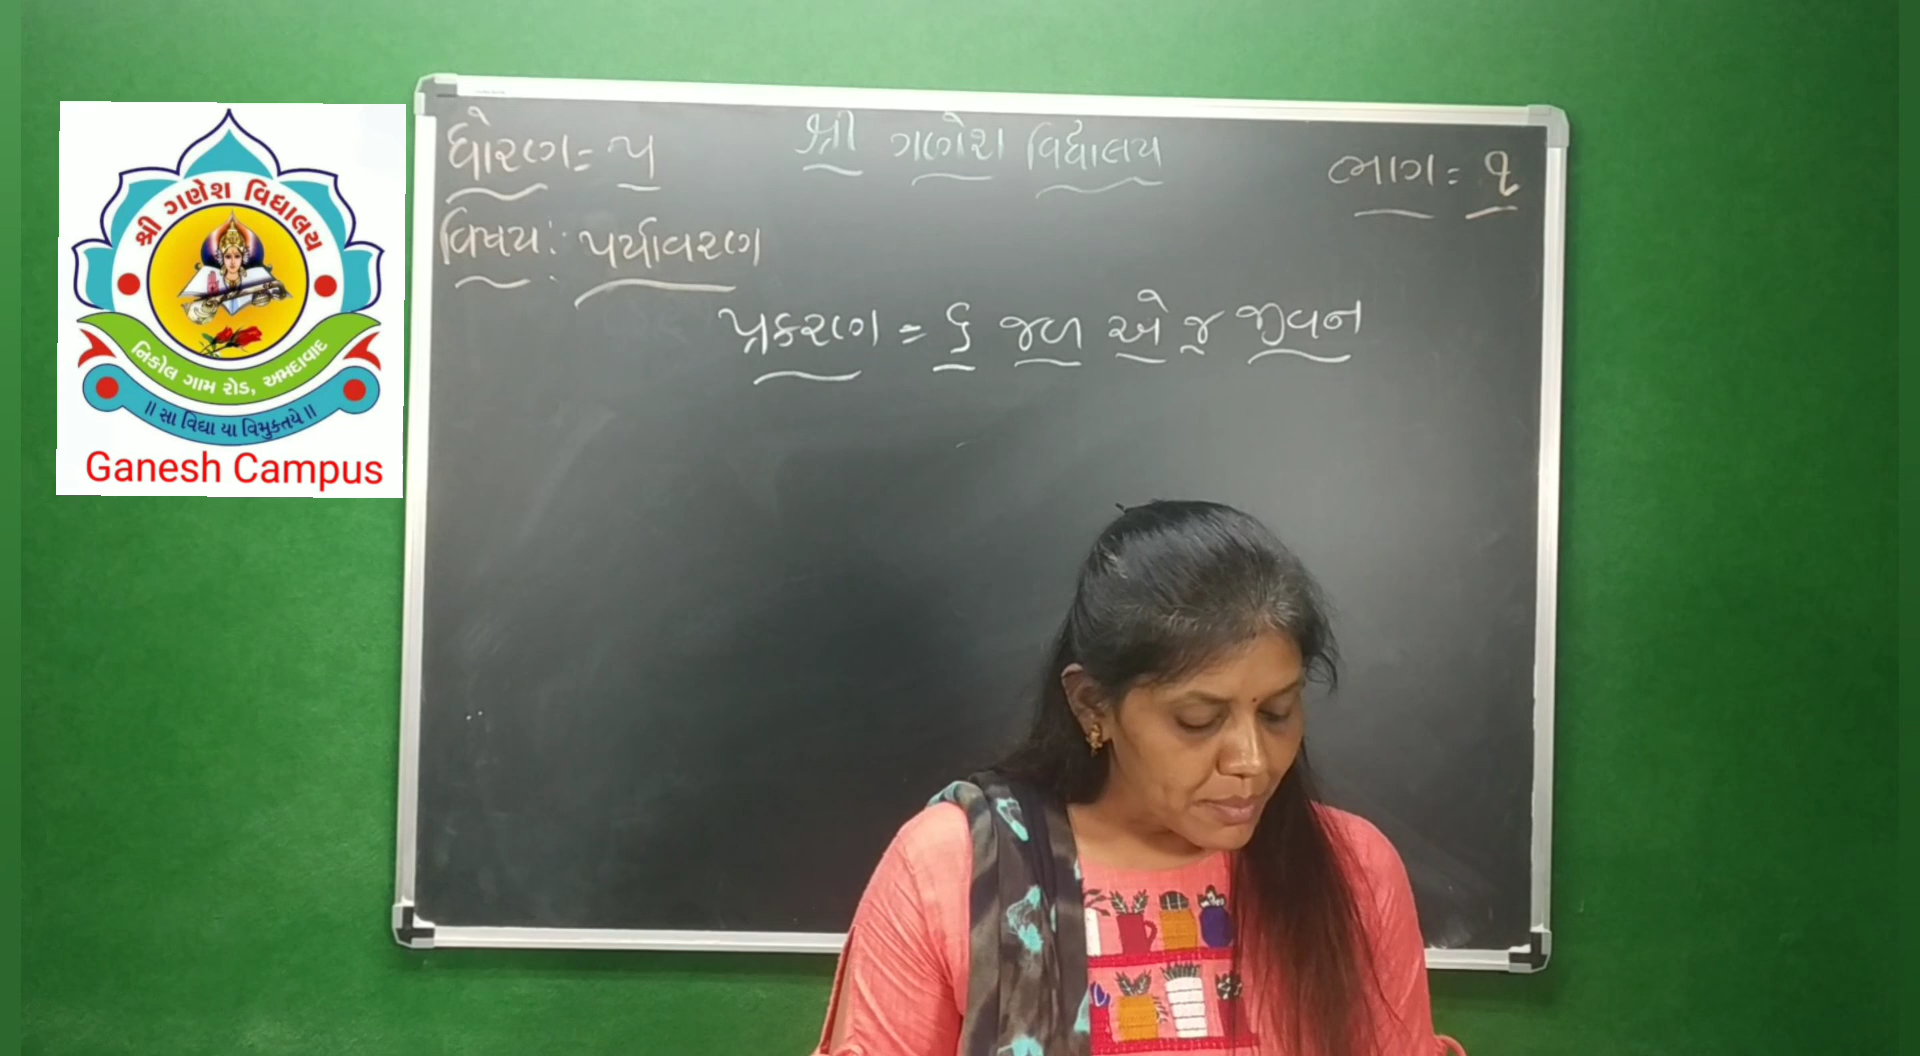 શ્રી ગણેશ વિદ્યાલય
નિકોલ ગામ રોડ, અમદાવાદ
॥ સા વિદ્યા યા વિમુક્તયે ॥
Ganesh Campus
ધોરણ:- ૫ શ્રી ગણેશ વિદ્યાલય ભાગ:- ૧
વિષય:- પર્યાવરણ
પ્રકરણ = ૬ જળ એ જ જીવન